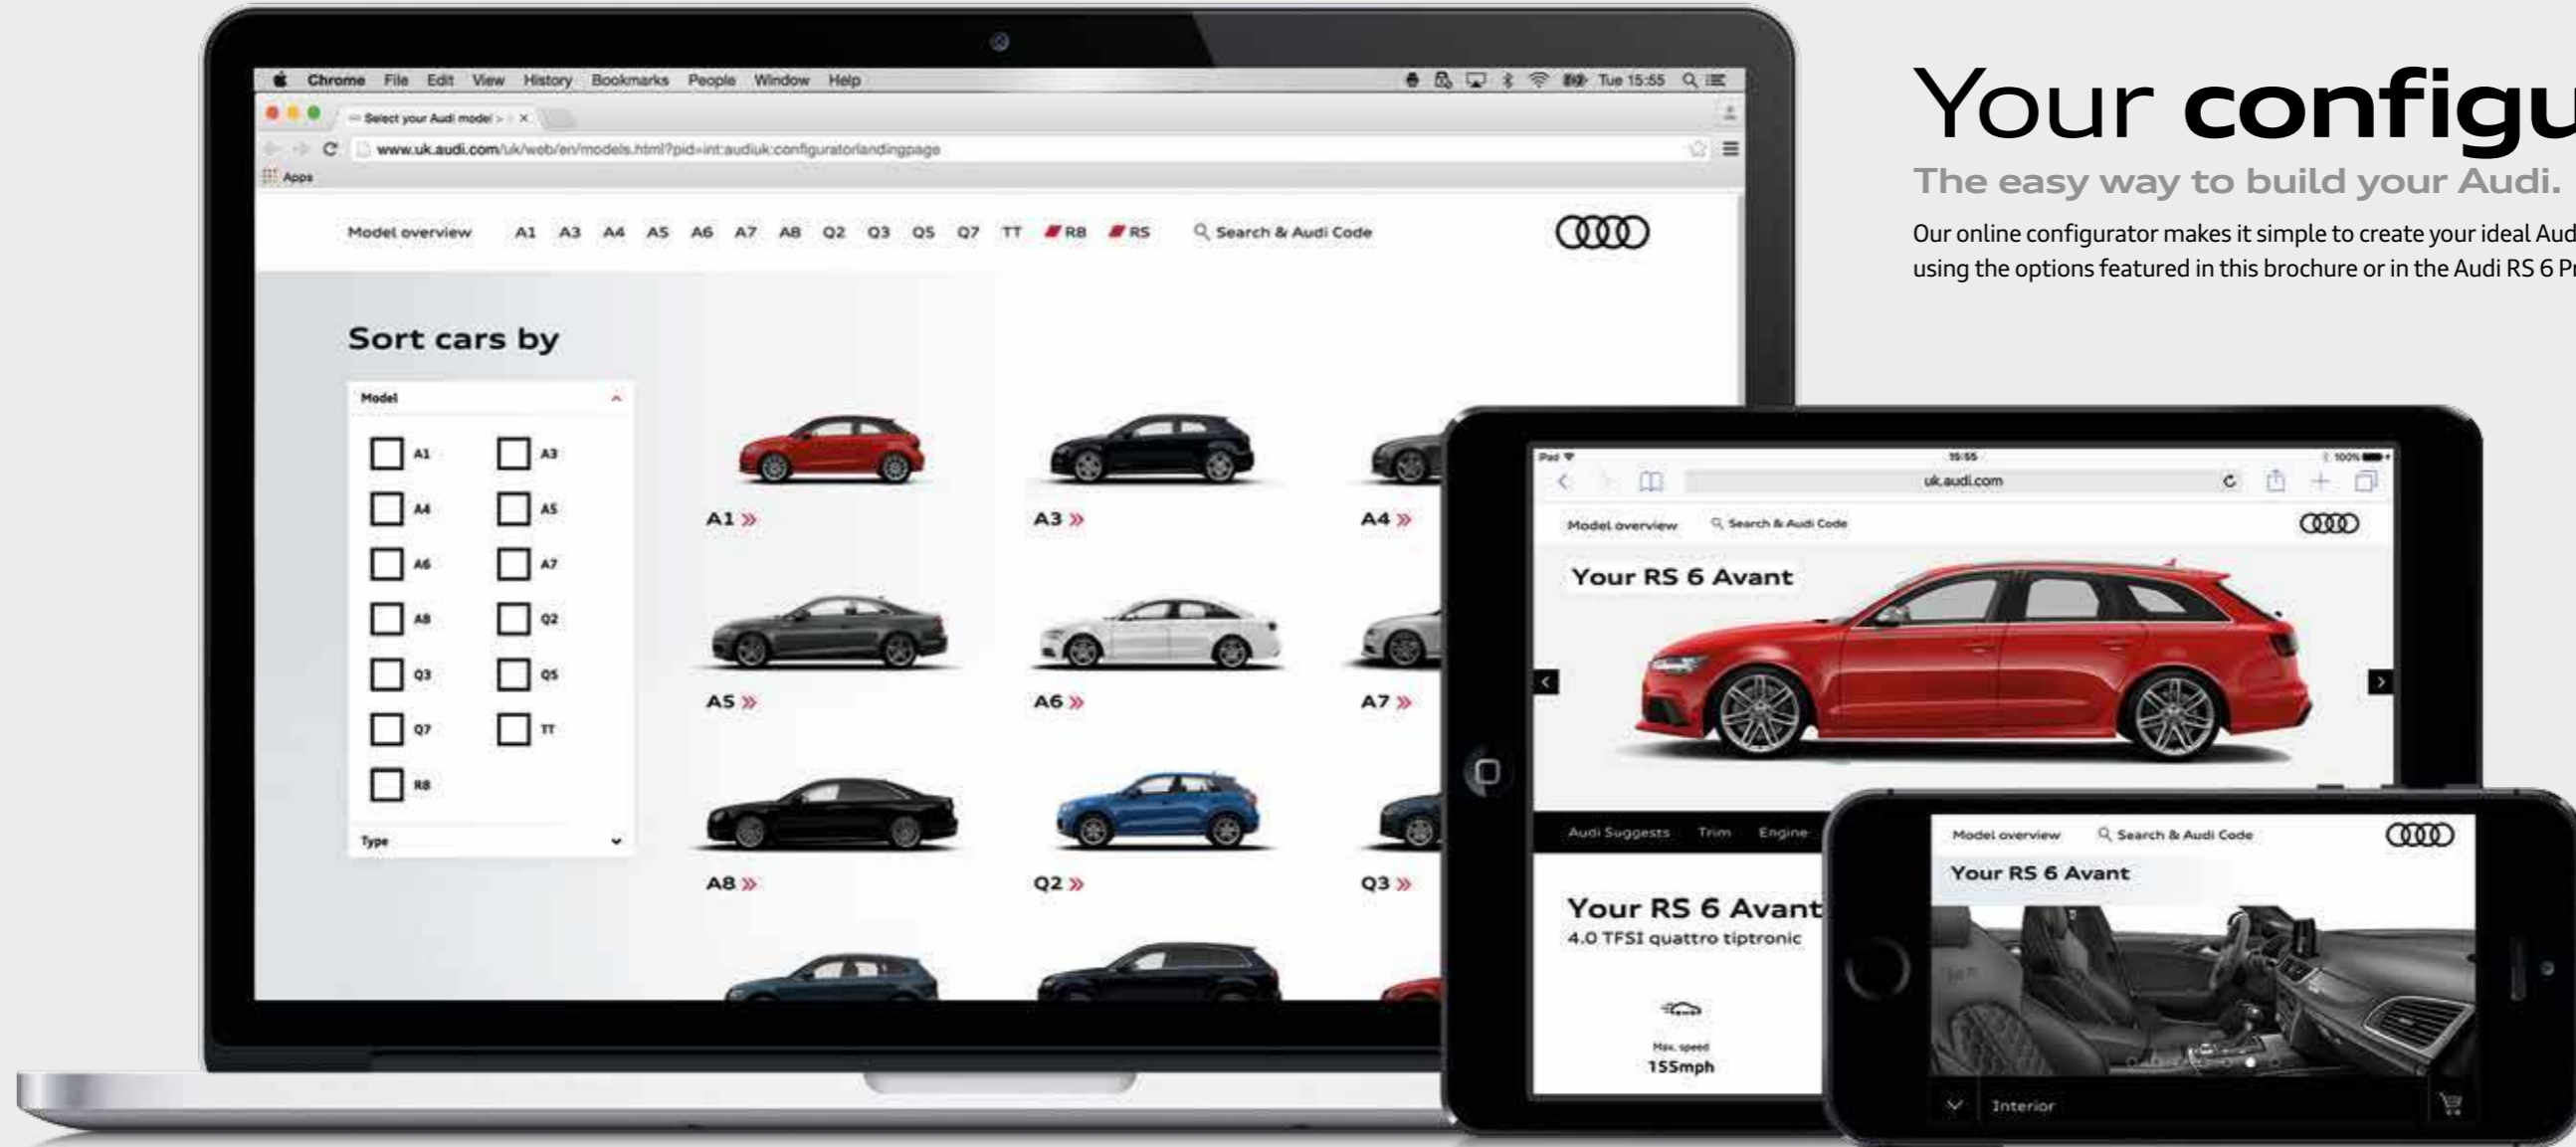 Chrome File Edit View History Bookmarks People Window Help
Tue 15:55
Select your Audi model >
www.uk.audi.com/uk/web/en/models.html?pid=int:audiuk:configuratorlandingpage
Apps
Model overview A1 A3 A4 A5 A6 A7 A8 Q2 Q3 Q5 Q7 TT R8 RS Search & Audi Code
Sort cars by
Model
A1 A3
A4 A5
A6 A7
A8 Q2
Q3 Q5
Q7 TT
R8
Type
A1 A3 A4
A5 A6 A7
A8 Q2 Q3
Your configu
The easy way to build your Audi.
Our online configurator makes it simple to create your ideal Aud
using the options featured in this brochure or in the Audi RS 6 Pr
iPad 15:55 100%
uk.audi.com
Model overview Search & Audi Code
Your RS 6 Avant
Audi Suggests Trim Engine
Your RS 6 Avant
4.0 TFSI quattro tiptronic
Max. speed
155mph
Model overview Search & Audi Code
Your RS 6 Avant
Interior